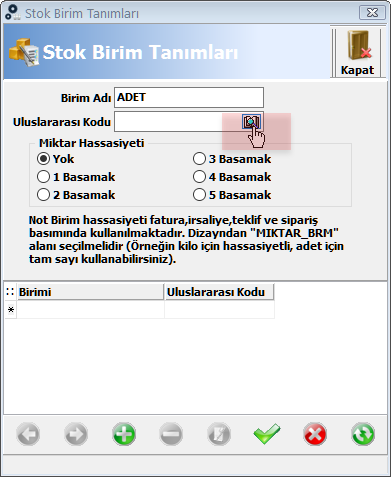 Stok Birim Tanımları
Stok Birim Tanımları
Kapat
Birim Adı ADET
Uluslararası Kodu
Miktar Hassasiyeti
Yok 3 Basamak
1 Basamak 4 Basamak
2 Basamak 5 Basamak
Not Birim hassasiyeti fatura,irsaliye,teklif ve sipariş
basımında kullanılmaktadır. Dizayndan "MIKTAR_BRM"
alanı seçilmelidir (Örneğin kilo için hassasiyetli, adet için
tam sayı kullanabilirsiniz).
Birimi Uluslararası Kodu